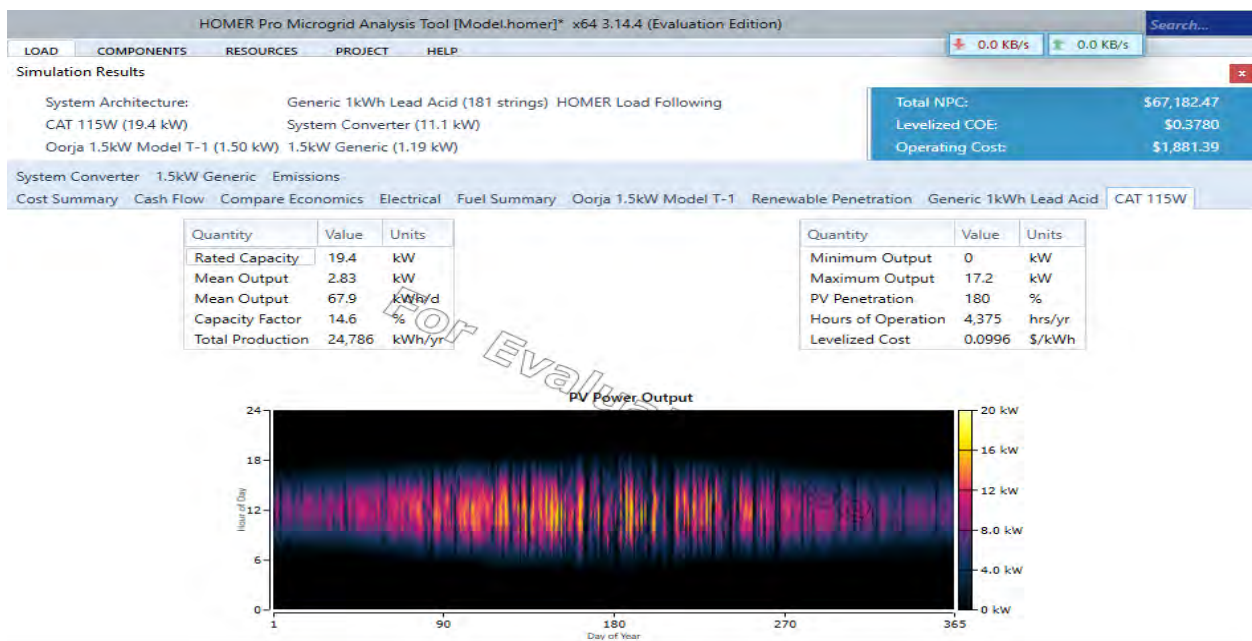 HOMER Pro Microgrid Analysis Tool [Model.homer]* x64 3.14.4 (Evaluation Edition)
Search...
LOAD COMPONENTS RESOURCES PROJECT HELP
0.0 KB/s 0.0 KB/s
Simulation Results
System Architecture: Generic 1kWh Lead Acid (181 strings) HOMER Load Following
CAT 115W (19.4 kW) System Converter (11.1 kW)
Oorja 1.5kW Model T-1 (1.50 kW) 1.5kW Generic (1.19 kW)
Total NPC: $67,182.47
Levelized COE: $0.3780
Operating Cost: $1,881.39
System Converter 1.5kW Generic Emissions
Cost Summary Cash Flow Compare Economics Electrical Fuel Summary Oorja 1.5kW Model T-1 Renewable Penetration Generic 1kWh Lead Acid CAT 115W
Quantity Value Units
Rated Capacity 19.4 kW
Mean Output 2.83 kW
Mean Output 67.9 kWh/d
Capacity Factor 14.6 %
Total Production 24,786 kWh/yr
Quantity Value Units
Minimum Output 0 kW
Maximum Output 17.2 kW
PV Penetration 180 %
Hours of Operation 4,375 hrs/yr
Levelized Cost 0.0996 $/kWh
For Evalua
PV Power Output
24
18
12
6
0
Hour of Day
1 90 180 270 365
Day of Year
20 kW
16 kW
12 kW
8.0 kW
4.0 kW
0 kW